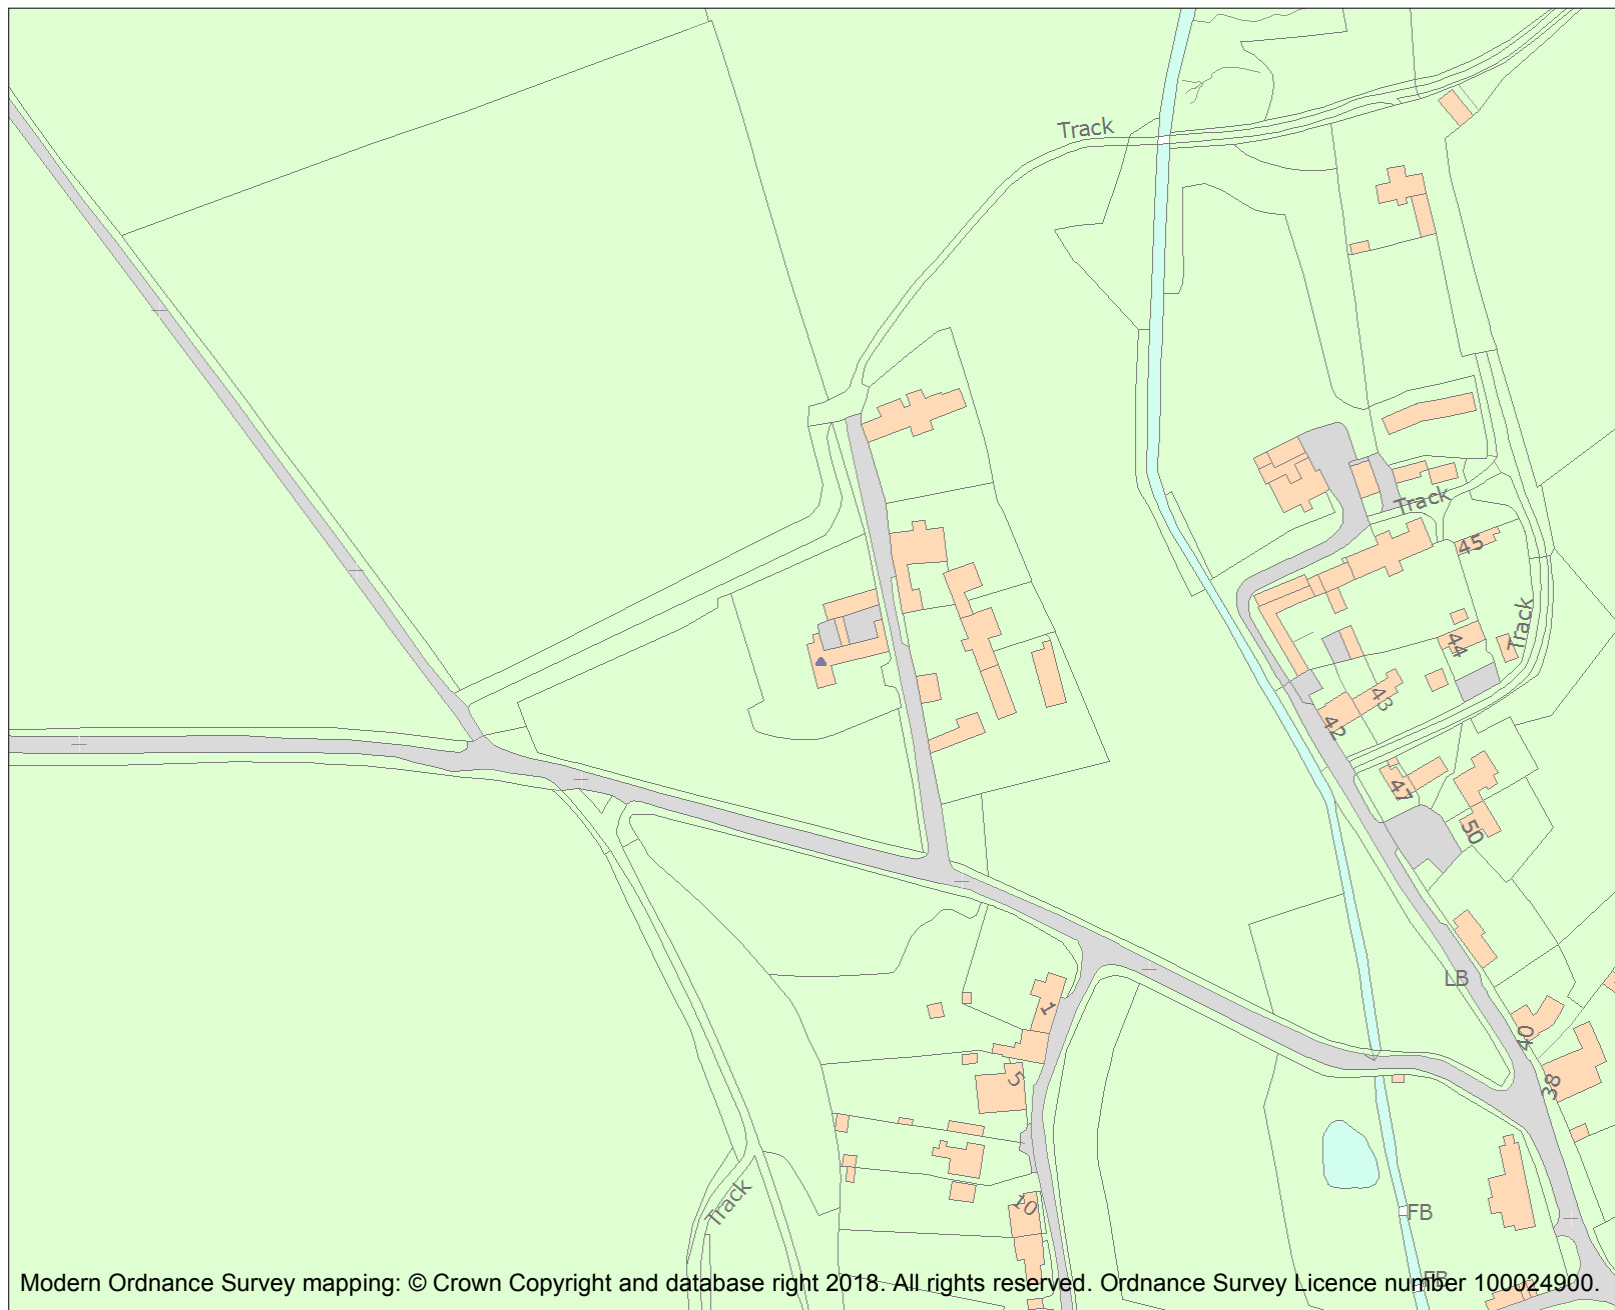 Track
Track
45
Track
44
43
42
47
50
LB
1
40
5
38
10
Track
FB
FB
Modern Ordnance Survey mapping: © Crown Copyright and database right 2018. All rights reserved. Ordnance Survey Licence number 100024900.